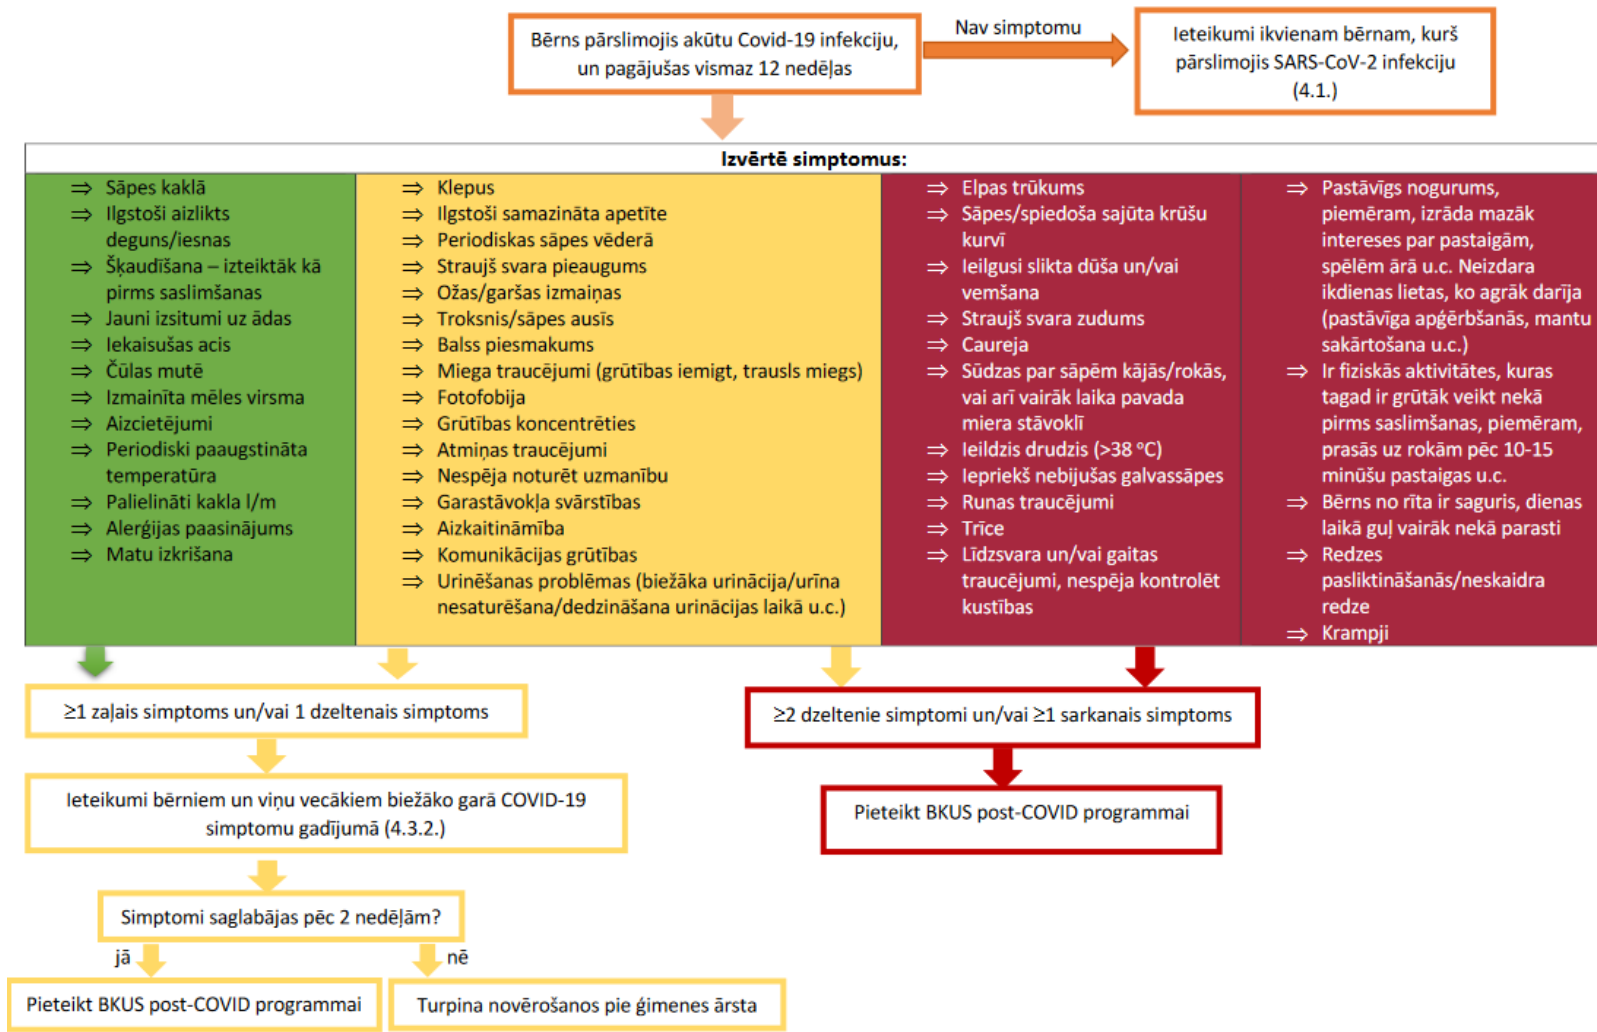 Bērns pārslimojis akūtu Covid-19 infekciju,
un pagājušas vismaz 12 nedēļas
Nav simptomu
Ieteikumi ikvienam bērnam, kurš
pārslimojis SARS-CoV-2 infekciju
(4.1.)
Izvērtē simptomus:
⇒ Sāpes kaklā
⇒ Ilgstoši aizlikts
deguns/iesnas
⇒ Šķaudīšana – izteiktāk kā
pirms saslimšanas
⇒ Jauni izsitumi uz ādas
⇒ Iekaisušas acis
⇒ Čūlas mutē
⇒ Izmainīta mēles virsma
⇒ Aizcietējumi
⇒ Periodiski paaugstināta
temperatūra
⇒ Palielināti kakla l/m
⇒ Alerģijas paasinājums
⇒ Matu izkrišana
⇒ Klepus
⇒ Ilgstoši samazināta apetīte
⇒ Periodiskas sāpes vēderā
⇒ Straujš svara pieaugums
⇒ Ožas/garšas izmaiņas
⇒ Troksnis/sāpes ausīs
⇒ Balss piesmakums
⇒ Miega traucējumi (grūtības iemigt, trausls miegs)
⇒ Fotofobija
⇒ Grūtības koncentrēties
⇒ Atmiņas traucējumi
⇒ Nespēja noturēt uzmanību
⇒ Garastāvokļa svārstības
⇒ Aizkaitināmība
⇒ Komunikācijas grūtības
⇒ Urinēšanas problēmas (biežāka urinācija/urīna
nesaturēšana/dedzināšana urinācijas laikā u.c.)
⇒ Elpas trūkums
⇒ Sāpes/spiedoša sajūta krūšu
kurvī
⇒ Ieilgusi slikta dūša un/vai
vemšana
⇒ Straujš svara zudums
⇒ Caureja
⇒ Sūdzas par sāpēm kājās/rokās,
vai arī vairāk laika pavada
miera stāvoklī
⇒ Ieildzis drudzis (>38 °C)
⇒ Iepriekš nebijušas galvassāpes
⇒ Runas traucējumi
⇒ Trīce
⇒ Līdzsvara un/vai gaitas
traucējumi, nespēja kontrolēt
kustības
⇒ Pastāvīgs nogurums,
piemēram, izrāda mazāk
intereses par pastaigām,
spēlēm ārā u.c. Neizdara
ikdienas lietas, ko agrāk darīja
(pastāvīga apģērbšanās, mantu
sakārtošana u.c.)
⇒ Ir fiziskās aktivitātes, kuras
tagad ir grūtāk veikt nekā
pirms saslimšanas, piemēram,
prasās uz rokām pēc 10-15
minūšu pastaigas u.c.
⇒ Bērns no rīta ir saguris, dienas
laikā guļ vairāk nekā parasti
⇒ Redzes
pasliktināšanās/neskaidra
redze
⇒ Krampji
≥1 zaļais simptoms un/vai 1 dzeltenais simptoms
≥2 dzeltenie simptomi un/vai ≥1 sarkanais simptoms
Ieteikumi bērniem un viņu vecākiem biežāko garā COVID-19
simptomu gadījumā (4.3.2.)
Pieteikt BKUS post-COVID programmai
Simptomi saglabājas pēc 2 nedēļām?
jā
nē
Pieteikt BKUS post-COVID programmai
Turpina novērošanos pie ģimenes ārsta